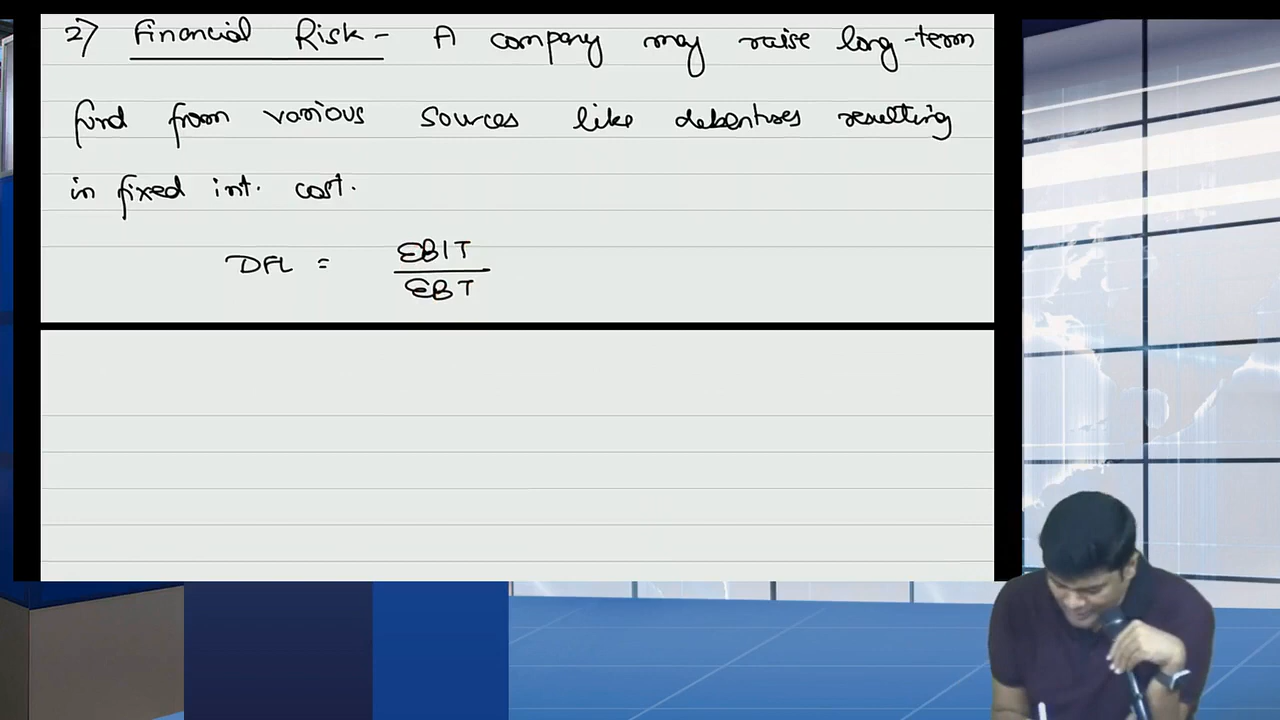 2) Financial Risk- A company may raise long-term
fund from various sources like debentures resulting
in fixed int. cost.
DFL = EBIT
EBT